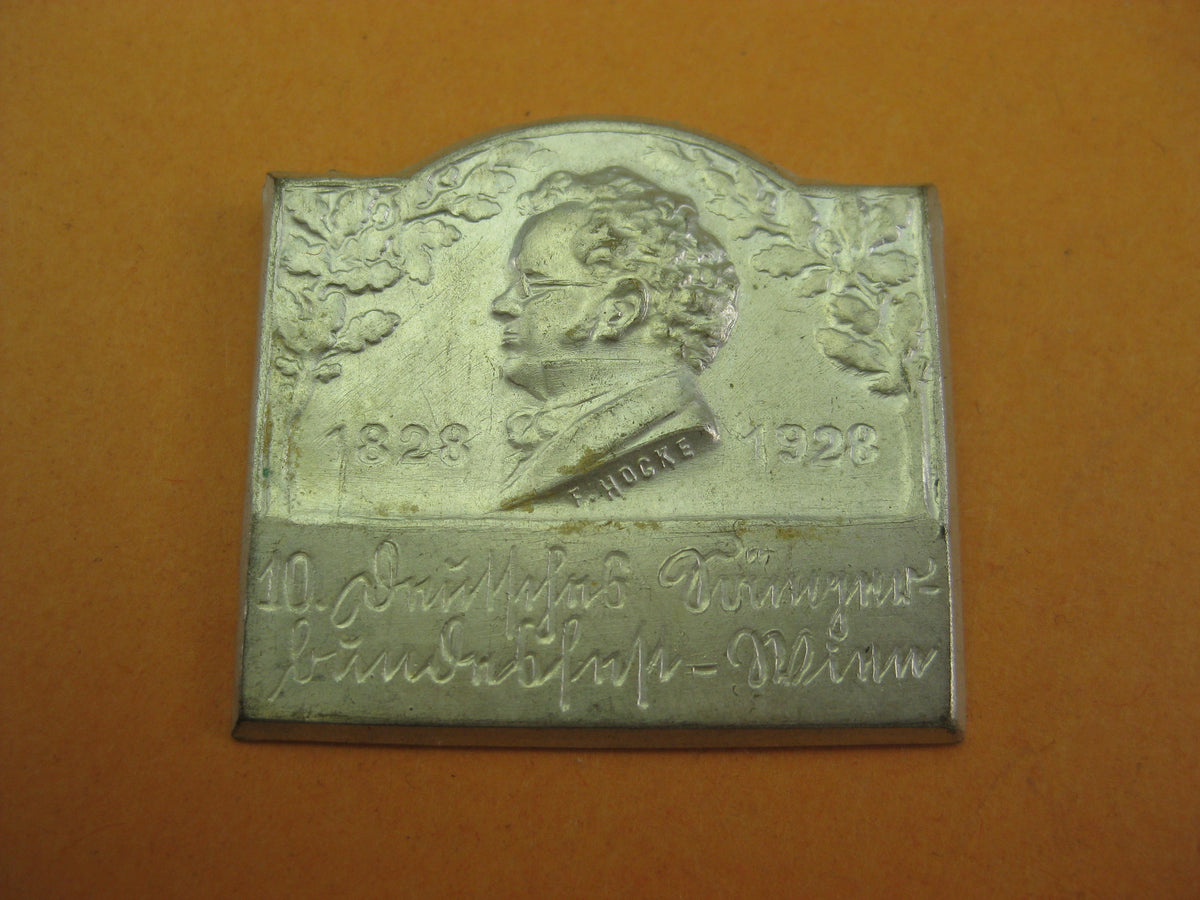 1828 1928
F. HOCKE
10. Deutsches Sänger-
bundesfest - Wien